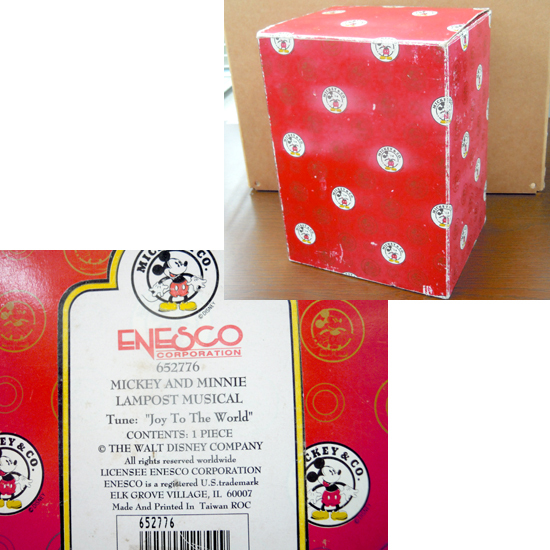 MICKEY & CO.
© DISNEY
ENESCO
CORPORATION
652776
MICKEY AND MINNIE
LAMPOST MUSICAL
Tune: "Joy To The World"
CONTENTS: 1 PIECE
© THE WALT DISNEY COMPANY
All rights reserved worldwide
LICENSEE ENESCO CORPORATION
ENESCO is a registered U.S.trademark
ELK GROVE VILLAGE, IL 60007
Made And Printed In Taiwan ROC
652776
MICKEY & CO.
MICKEY & CO.